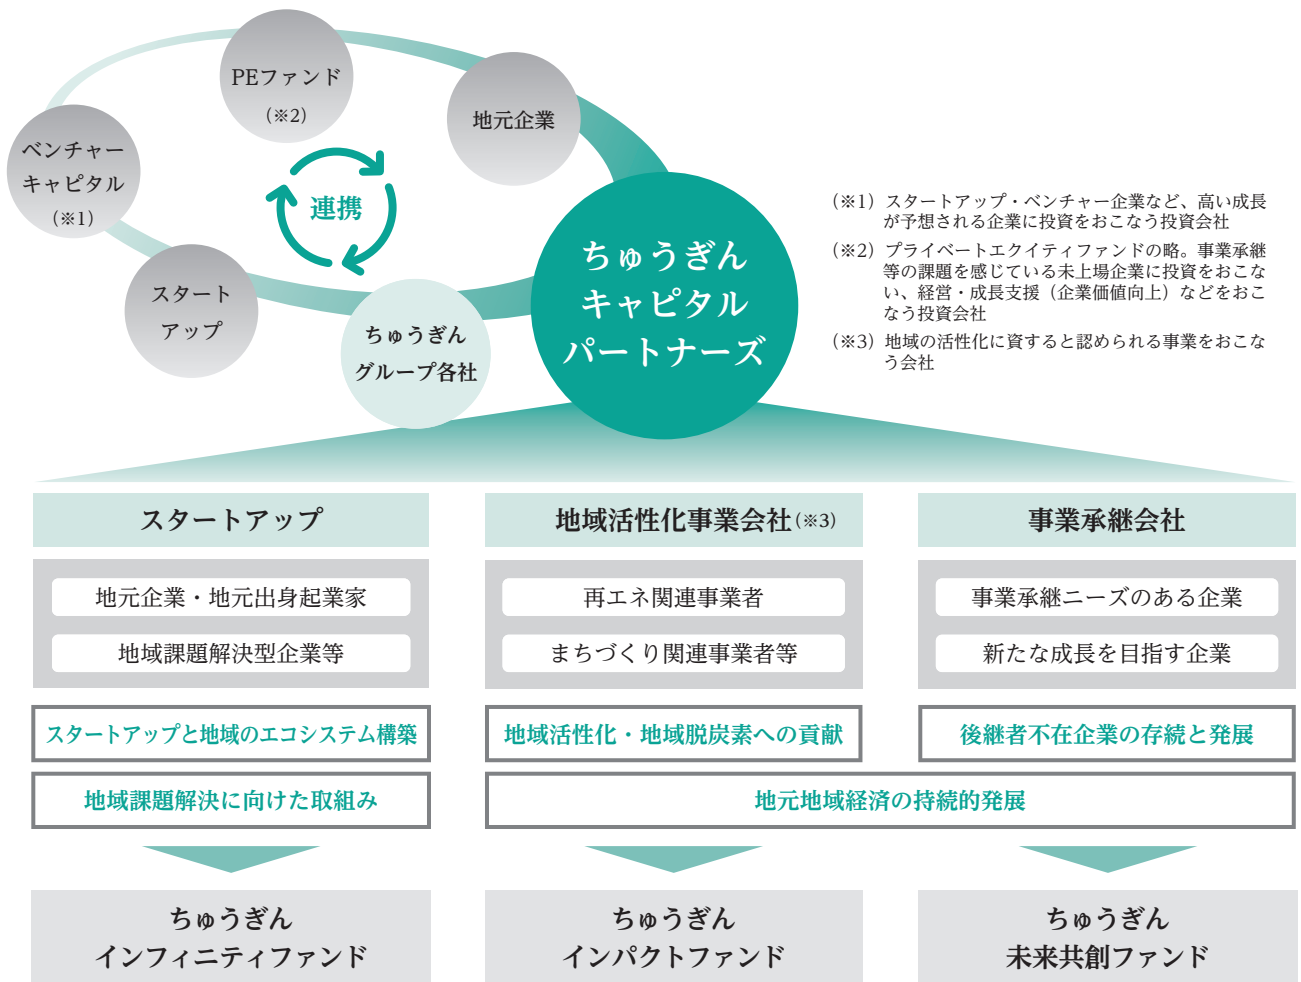 PEファンド
（※2）
地元企業
ベンチャー
キャピタル
（※1）
連携
スタート
アップ
ちゅうぎん
グループ各社
ちゅうぎん
キャピタル
パートナーズ
（※1）スタートアップ・ベンチャー企業など、高い成長
が予想される企業に投資をおこなう投資会社
（※2）プライベートエクイティファンドの略。事業承継
等の課題を感じている未上場企業に投資をおこな
い、経営・成長支援（企業価値向上）などをおこ
なう投資会社
（※3）地域の活性化に資すると認められる事業をおこな
う会社
スタートアップ
地元企業・地元出身起業家
地域課題解決型企業等
スタートアップと地域のエコシステム構築
地域課題解決に向けた取組み
地域活性化事業会社（※3）
再エネ関連事業者
まちづくり関連事業者等
地域活性化・地域脱炭素への貢献
事業承継会社
事業承継ニーズのある企業
新たな成長を目指す企業
後継者不在企業の存続と発展
地元地域経済の持続的発展
ちゅうぎん
インフィニティファンド
ちゅうぎん
インパクトファンド
ちゅうぎん
未来共創ファンド